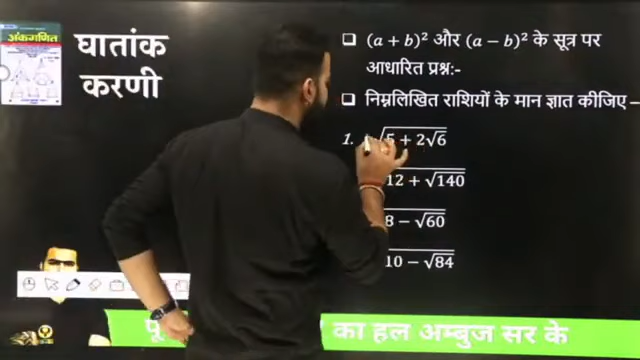 अंकगणित
घातांक
करणी
(a + b)² और (a − b)² के सूत्र पर
आधारित प्रश्न:-
निम्नलिखित राशियों के मान ज्ञात कीजिए –
1. √5 + 2√6
12 + √140
8 − √60
10 − √84
का हल अम्बुज सर के